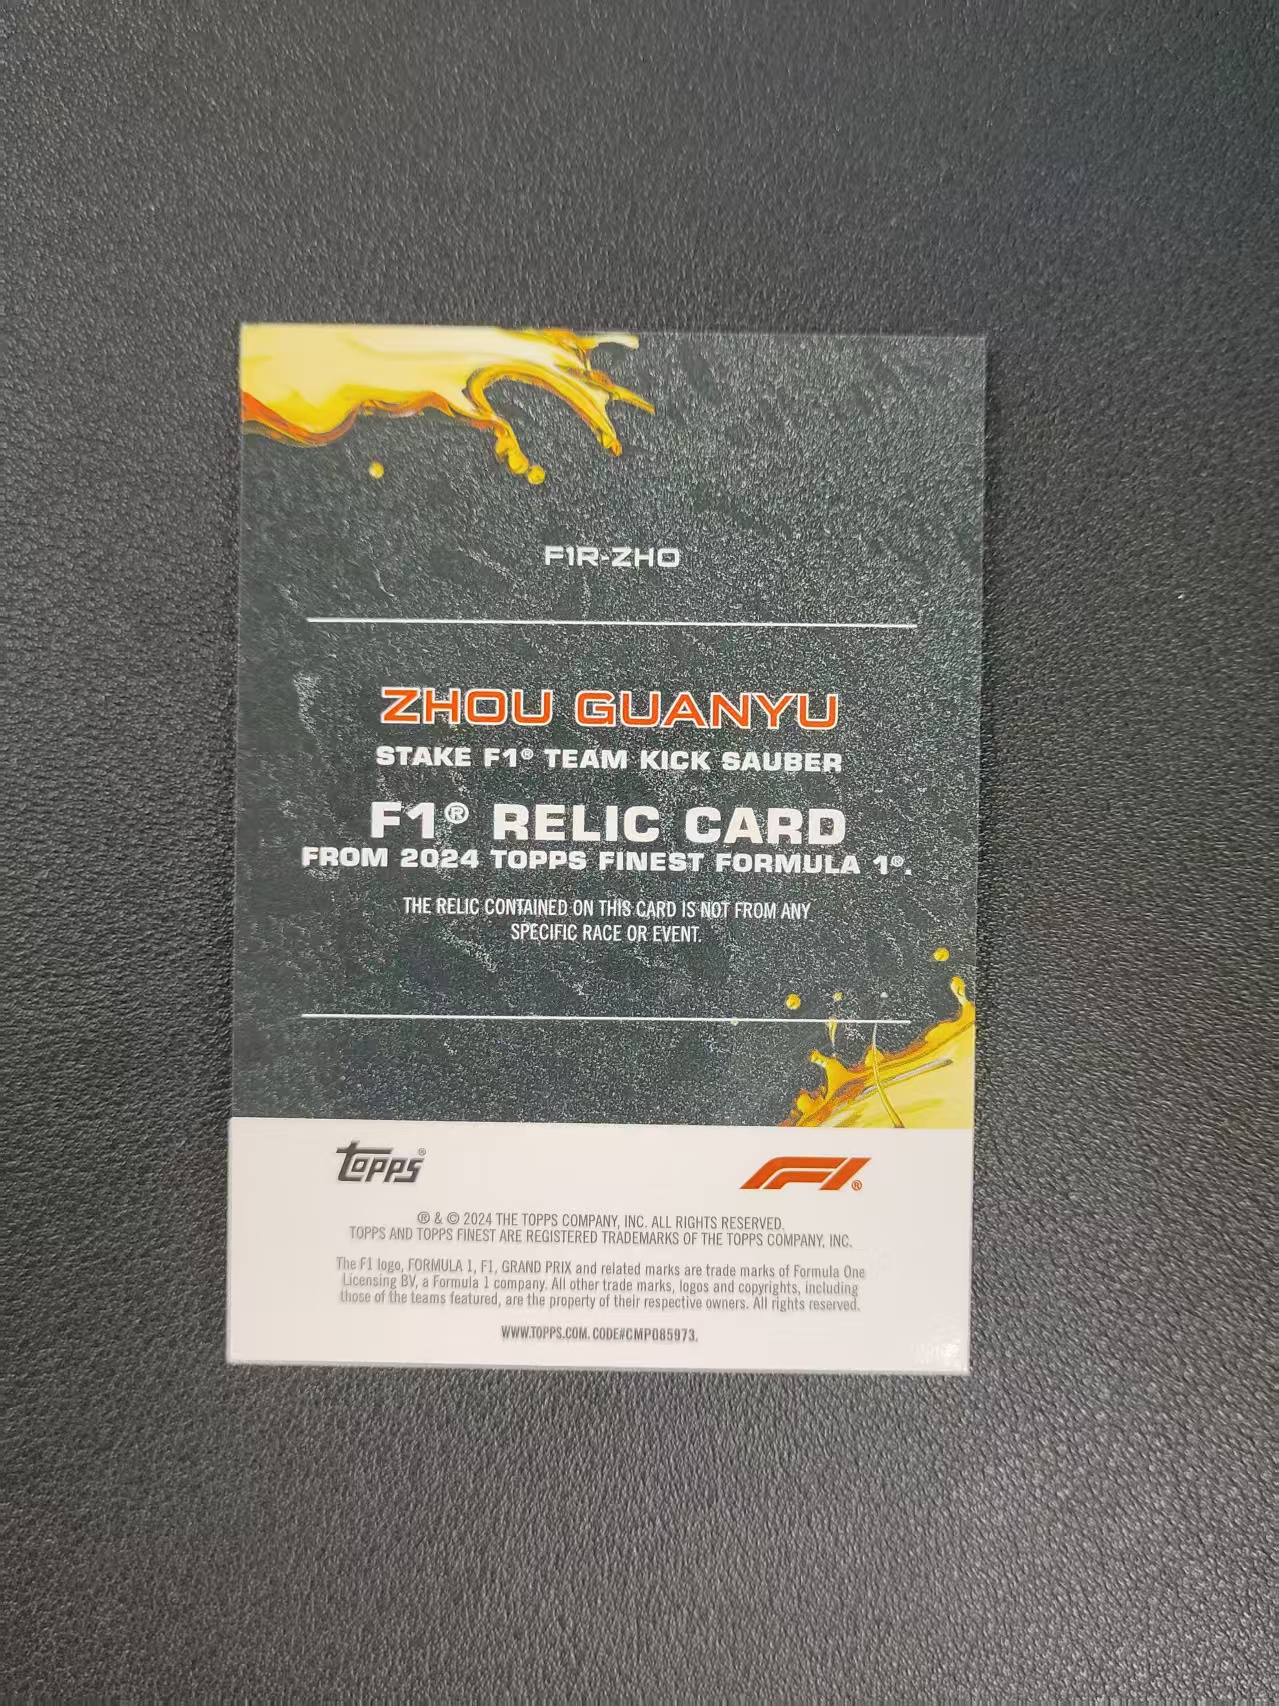 F1R-ZHO
ZHOU GUANYU
STAKE F1® TEAM KICK SAUBER
F1® RELIC CARD
FROM 2024 TOPPS FINEST FORMULA 1®.
THE RELIC CONTAINED ON THIS CARD IS NOT FROM ANY
SPECIFIC RACE OR EVENT.
topps®
F1®
® & © 2024 THE TOPPS COMPANY, INC. ALL RIGHTS RESERVED.
TOPPS AND TOPPS FINEST ARE REGISTERED TRADEMARKS OF THE TOPPS COMPANY, INC.
The F1 logo, FORMULA 1, F1, GRAND PRIX and related marks are trade marks of Formula One
Licensing BV, a Formula 1 company. All other trade marks, logos and copyrights, including
those of the teams featured, are the property of their respective owners. All rights reserved.
WWW.TOPPS.COM. CODE#CMP085973.